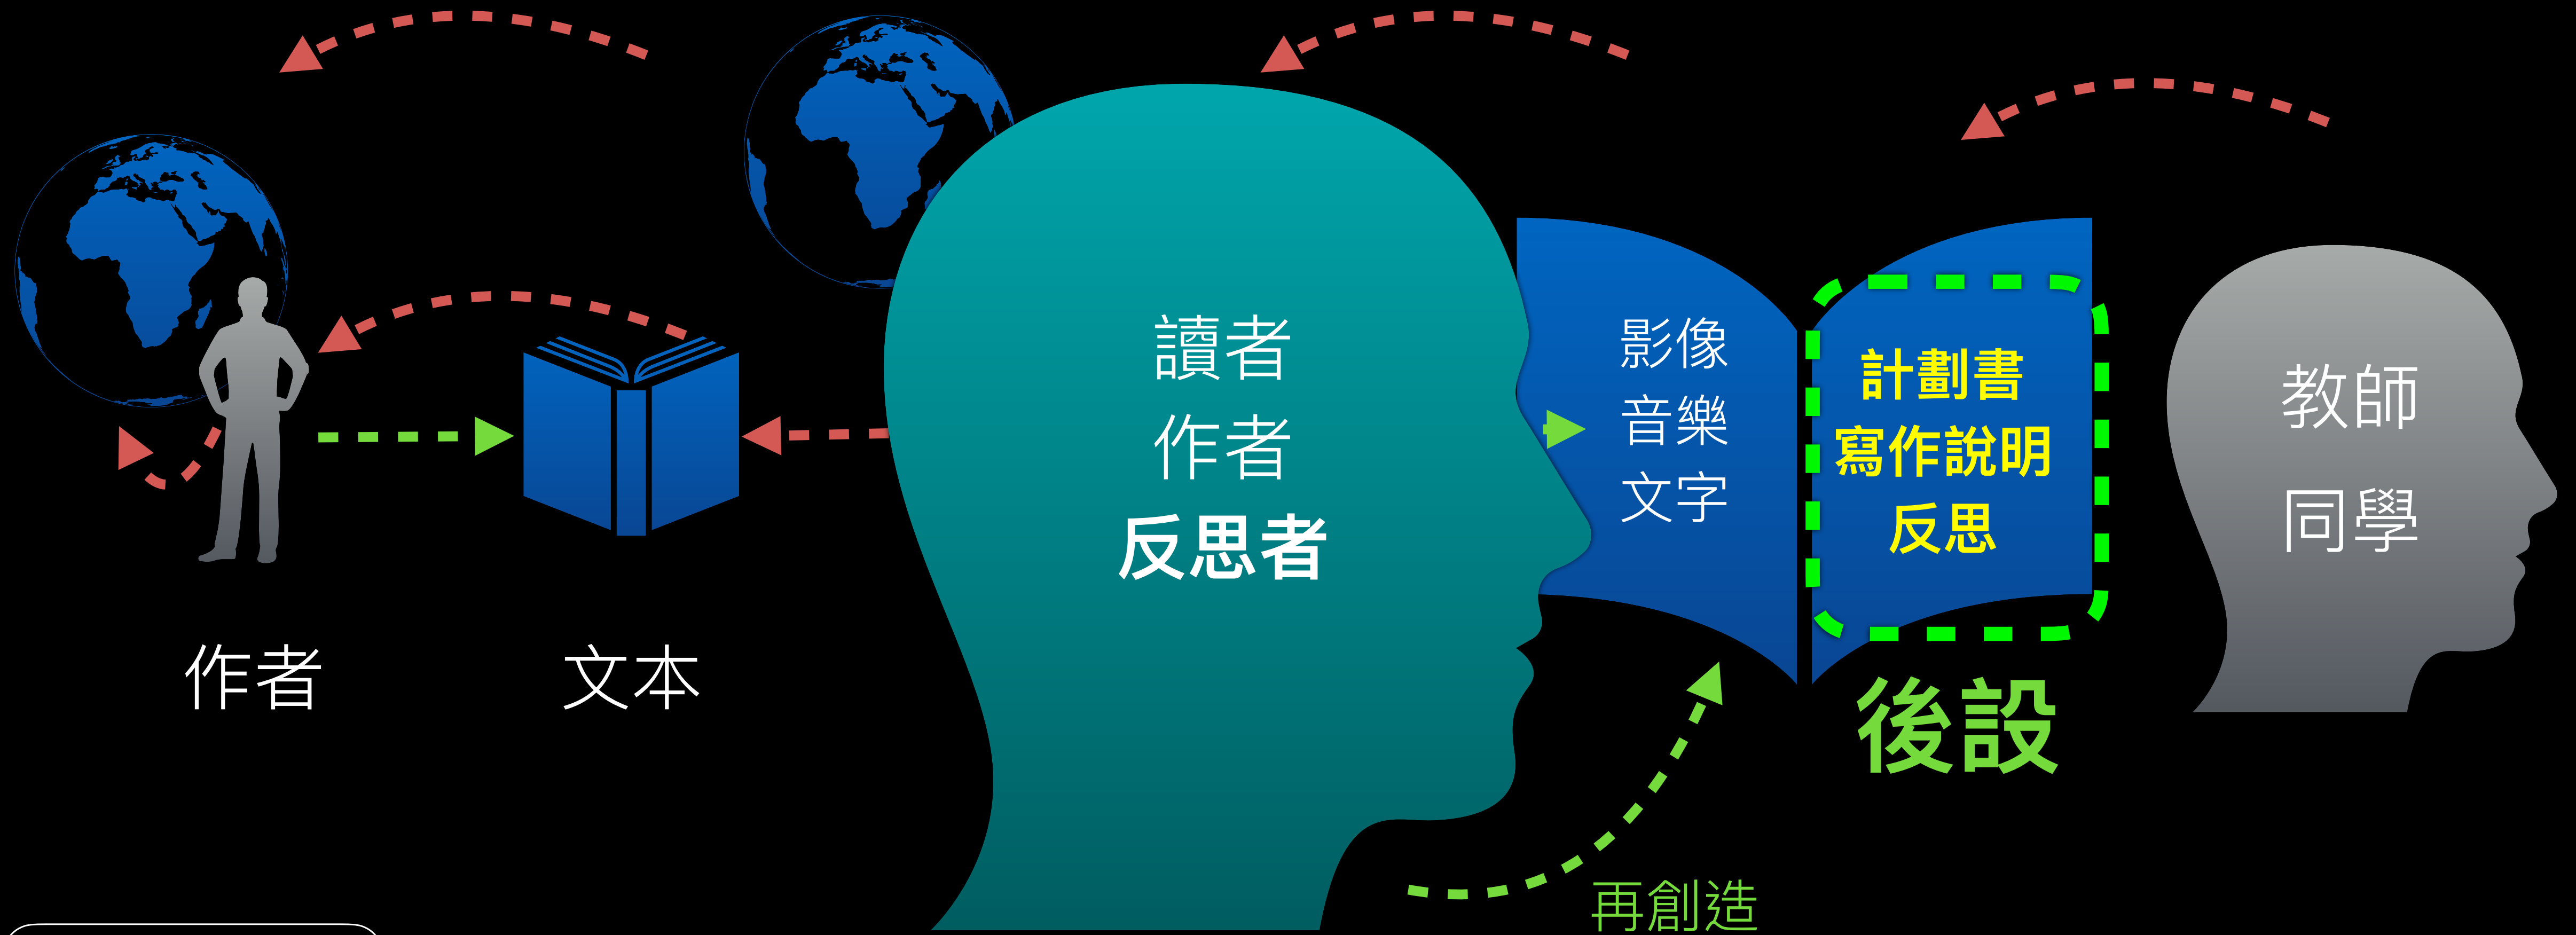 作者
文本
讀者
作者
反思者
影像
音樂
文字
計劃書
寫作說明
反思
後設
再創造
教師
同學